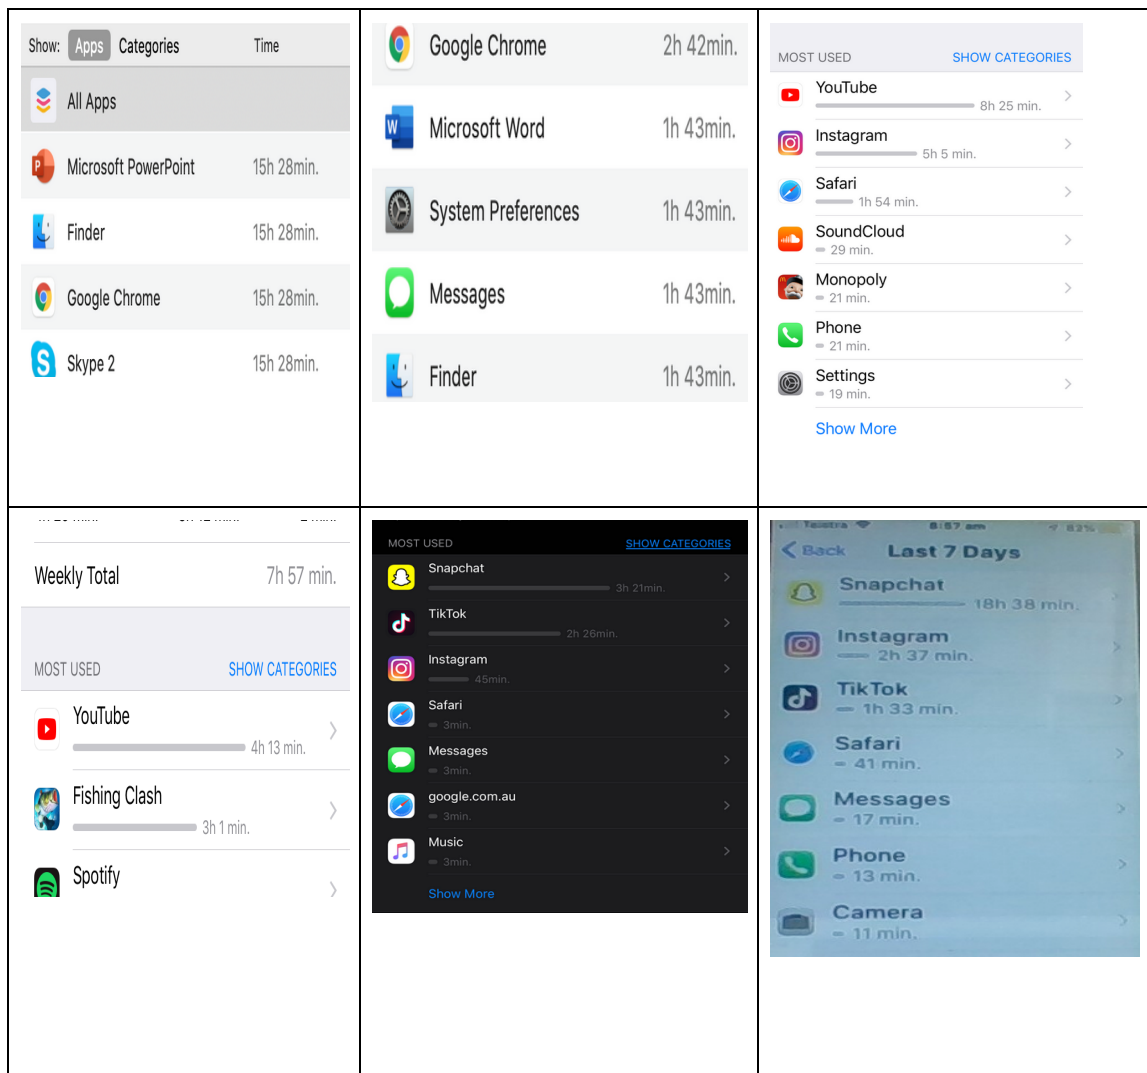 Show: Apps Categories Time
All Apps
Microsoft PowerPoint 15h 28min.
Finder 15h 28min.
Google Chrome 15h 28min.
Skype 2 15h 28min.
Google Chrome 2h 42min.
Microsoft Word 1h 43min.
System Preferences 1h 43min.
Messages 1h 43min.
Finder 1h 43min.
MOST USED SHOW CATEGORIES
YouTube
8h 25 min.
Instagram
5h 5 min.
Safari
1h 54 min.
SoundCloud
29 min.
Monopoly
21 min.
Phone
21 min.
Settings
19 min.
Show More
Weekly Total 7h 57 min.
MOST USED SHOW CATEGORIES
YouTube
4h 13 min.
Fishing Clash
3h 1 min.
Spotify
MOST USED SHOW CATEGORIES
Snapchat
3h 21min.
TikTok
2h 26min.
Instagram
45min.
Safari
3min.
Messages
3min.
google.com.au
3min.
Music
3min.
Show More
Telstra 8:57 am 82%
Back Last 7 Days
Snapchat
18h 38 min.
Instagram
2h 37 min.
TikTok
1h 33 min.
Safari
41 min.
Messages
17 min.
Phone
13 min.
Camera
11 min.